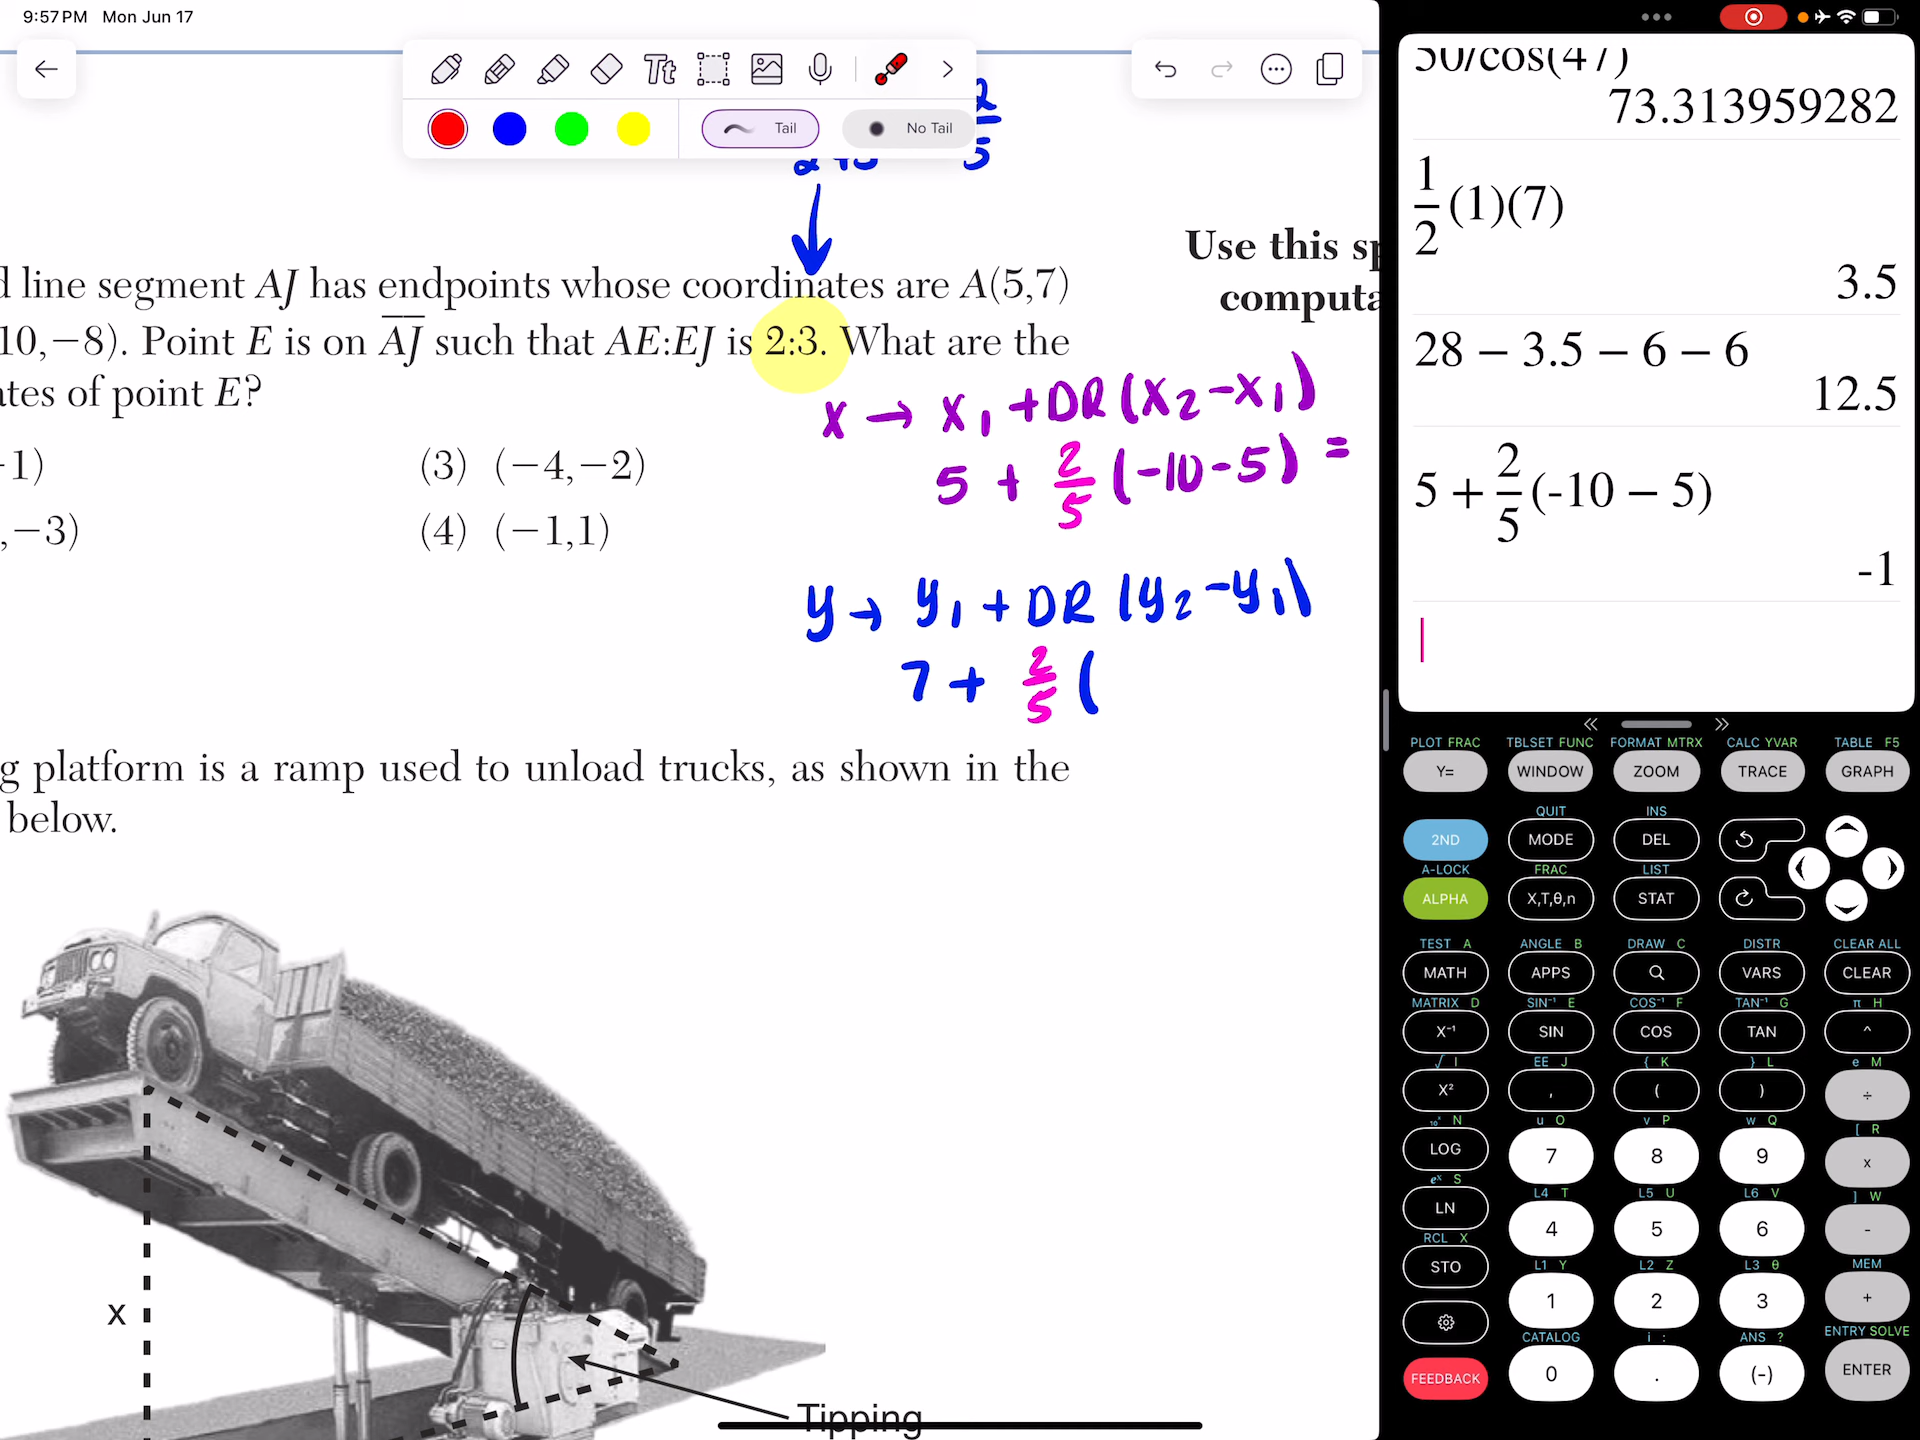 9:57 PM Mon Jun 17
Tt
Tail
No Tail
2
5
2+3
d line segment AJ has endpoints whose coordinates are A(5,7)
10,−8). Point E is on AJ such that AE:EJ is 2:3. What are the
ates of point E?
Use this sp
computa
-1)
(3) (−4,−2)
,−3)
(4) (−1,1)
x → x₁ + DR (x₂ - x₁)
5 + 2/5 (-10 - 5) =
y → y₁ + DR (y₂ - y₁)
7 + 2/5 (
g platform is a ramp used to unload trucks, as shown in the
below.
x
Tipping
50/cos(47)
73.313959282
1/2 (1)(7)
3.5
28 − 3.5 − 6 − 6
12.5
5 + 2/5 (-10 − 5)
-1
PLOT FRAC TBLSET FUNC FORMAT MTRX CALC YVAR TABLE F5
Y= WINDOW ZOOM TRACE GRAPH
QUIT INS
2ND MODE DEL
A-LOCK FRAC LIST
ALPHA X,T,θ,n STAT
TEST A ANGLE B DRAW C DISTR CLEAR ALL
MATH APPS VARS CLEAR
MATRIX D SIN⁻¹ E COS⁻¹ F TAN⁻¹ G π H
X⁻¹ SIN COS TAN ^
√ I EE J { K } L e M
X² , ( ) ÷
10ˣ N u O v P w Q [ R
LOG 7 8 9 x
eˣ S L4 T L5 U L6 V ] W
LN 4 5 6 -
RCL X L1 Y L2 Z L3 θ MEM
STO 1 2 3 +
CATALOG i : ANS ? ENTRY SOLVE
FEEDBACK 0 . (-) ENTER